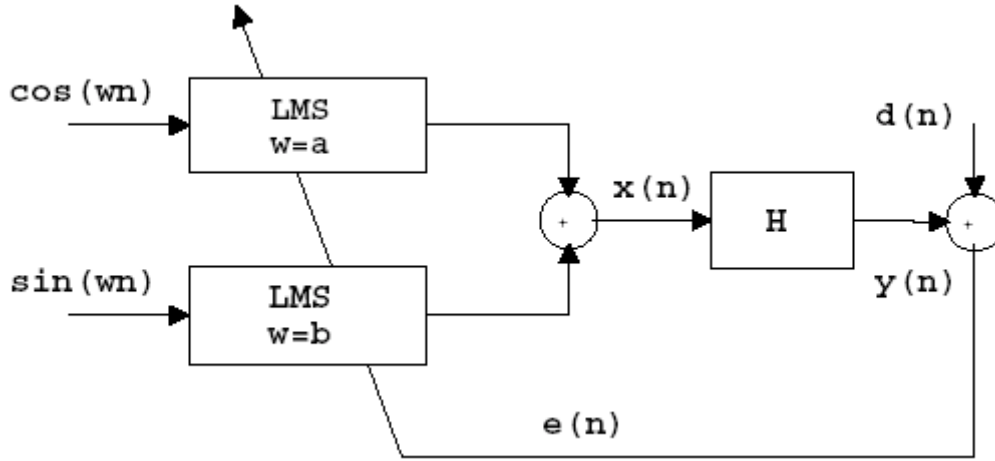 cos(wn)
LMS
w=a
d(n)
x(n)
+
H
+
sin(wn)
LMS
w=b
y(n)
e(n)